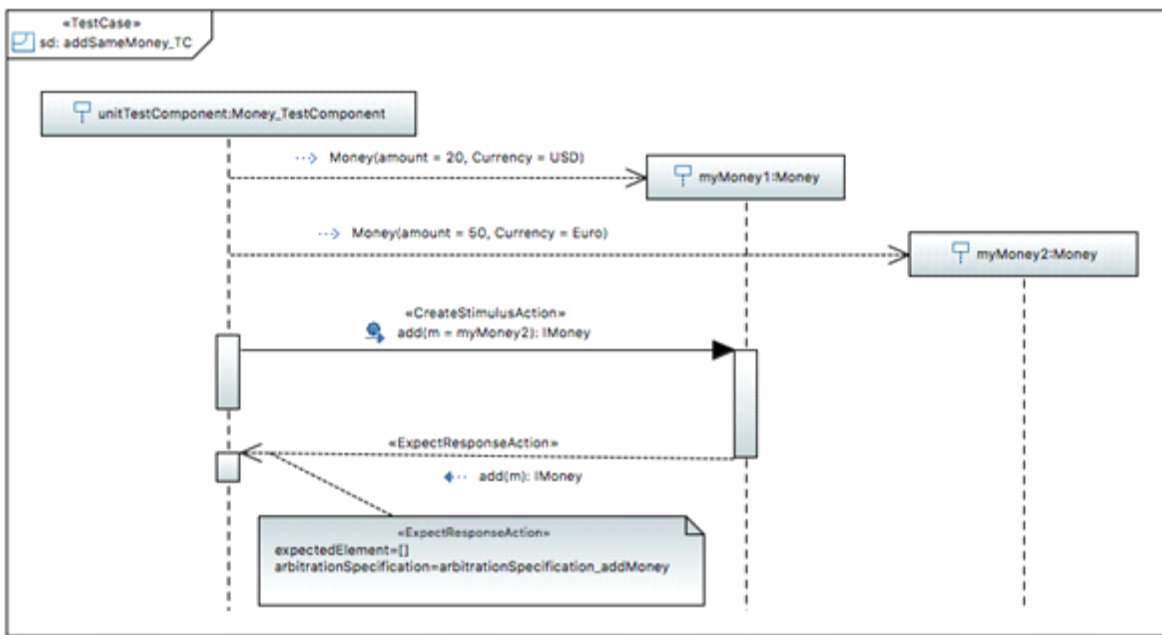 «TestCase»
sd: addSameMoney_TC
unitTestComponent:Money_TestComponent
Money(amount = 20, Currency = USD)
myMoney1:Money
Money(amount = 50, Currency = Euro)
myMoney2:Money
«CreateStimulusAction»
add(m = myMoney2): IMoney
«ExpectResponseAction»
add(m): IMoney
«ExpectResponseAction»
expectedElement=[]
arbitrationSpecification=arbitrationSpecification_addMoney